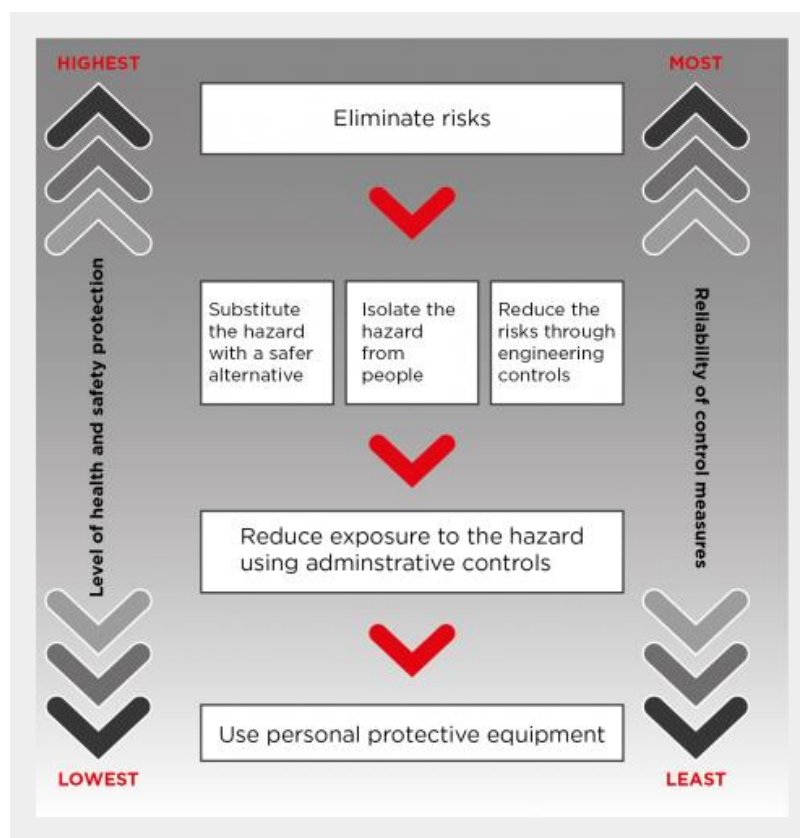 HIGHEST
MOST
Eliminate risks
Substitute
the hazard
with a safer
alternative
Isolate the
hazard
from
people
Reduce the
risks through
engineering
controls
Level of health and safety protection
Reliability of control measures
Reduce exposure to the hazard
using adminstrative controls
Use personal protective equipment
LOWEST
LEAST